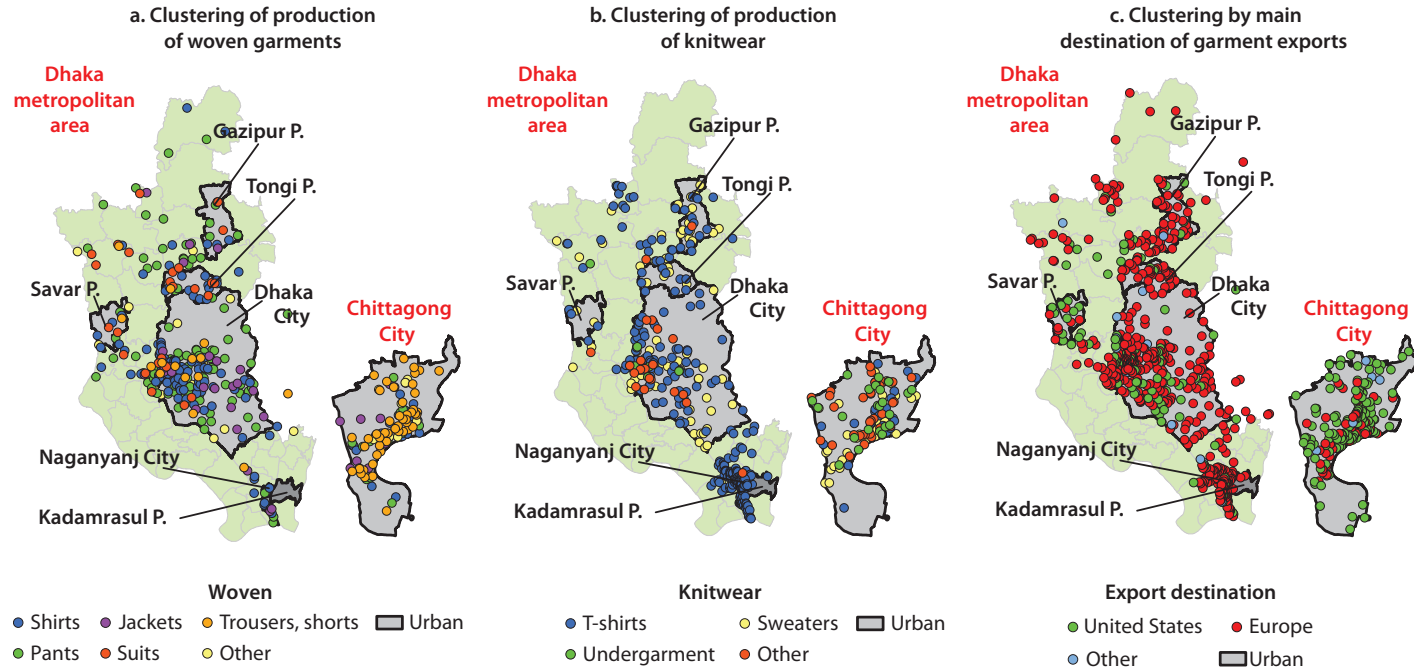 a. Clustering of production
of woven garments
Dhaka
metropolitan
area
Gazipur P.
Tongi P.
Savar P.
Dhaka
City
Chittagong
City
Naganyanj City
Kadamrasul P.
Woven
Shirts
Jackets
Trousers, shorts
Urban
Pants
Suits
Other
b. Clustering of production
of knitwear
Dhaka
metropolitan
area
Gazipur P.
Tongi P.
Savar P.
Dhaka
City
Chittagong
City
Naganyanj City
Kadamrasul P.
Knitwear
T-shirts
Sweaters
Urban
Undergarment
Other
c. Clustering by main
destination of garment exports
Dhaka
metropolitan
area
Gazipur P.
Tongi P.
Savar P.
Dhaka
City
Chittagong
City
Naganyanj City
Kadamrasul P.
Export destination
United States
Europe
Other
Urban